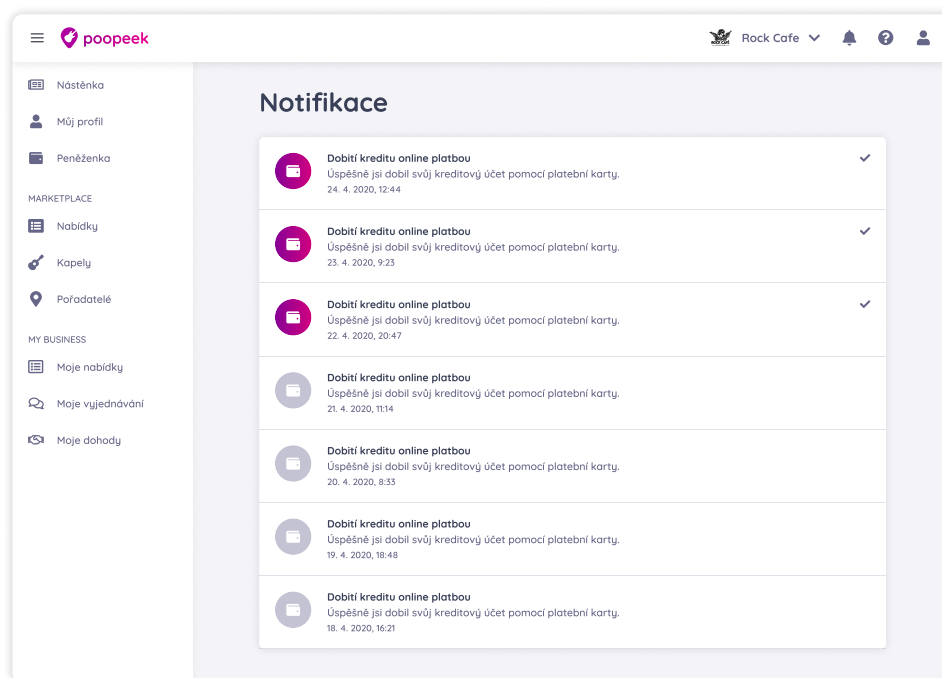 poopeek
Rock Cafe
Nástěnka
Můj profil
Peněženka
MARKETPLACE
Nabídky
Kapely
Pořadatelé
MY BUSINESS
Moje nabídky
Moje vyjednávání
Moje dohody
Notifikace
Dobití kreditu online platbou
Úspěšně jsi dobil svůj kreditový účet pomocí platební karty.
24. 4. 2020, 12:44
Dobití kreditu online platbou
Úspěšně jsi dobil svůj kreditový účet pomocí platební karty.
23. 4. 2020, 9:23
Dobití kreditu online platbou
Úspěšně jsi dobil svůj kreditový účet pomocí platební karty.
22. 4. 2020, 20:47
Dobití kreditu online platbou
Úspěšně jsi dobil svůj kreditový účet pomocí platební karty.
21. 4. 2020, 11:14
Dobití kreditu online platbou
Úspěšně jsi dobil svůj kreditový účet pomocí platební karty.
20. 4. 2020, 8:33
Dobití kreditu online platbou
Úspěšně jsi dobil svůj kreditový účet pomocí platební karty.
19. 4. 2020, 18:48
Dobití kreditu online platbou
Úspěšně jsi dobil svůj kreditový účet pomocí platební karty.
18. 4. 2020, 16:21